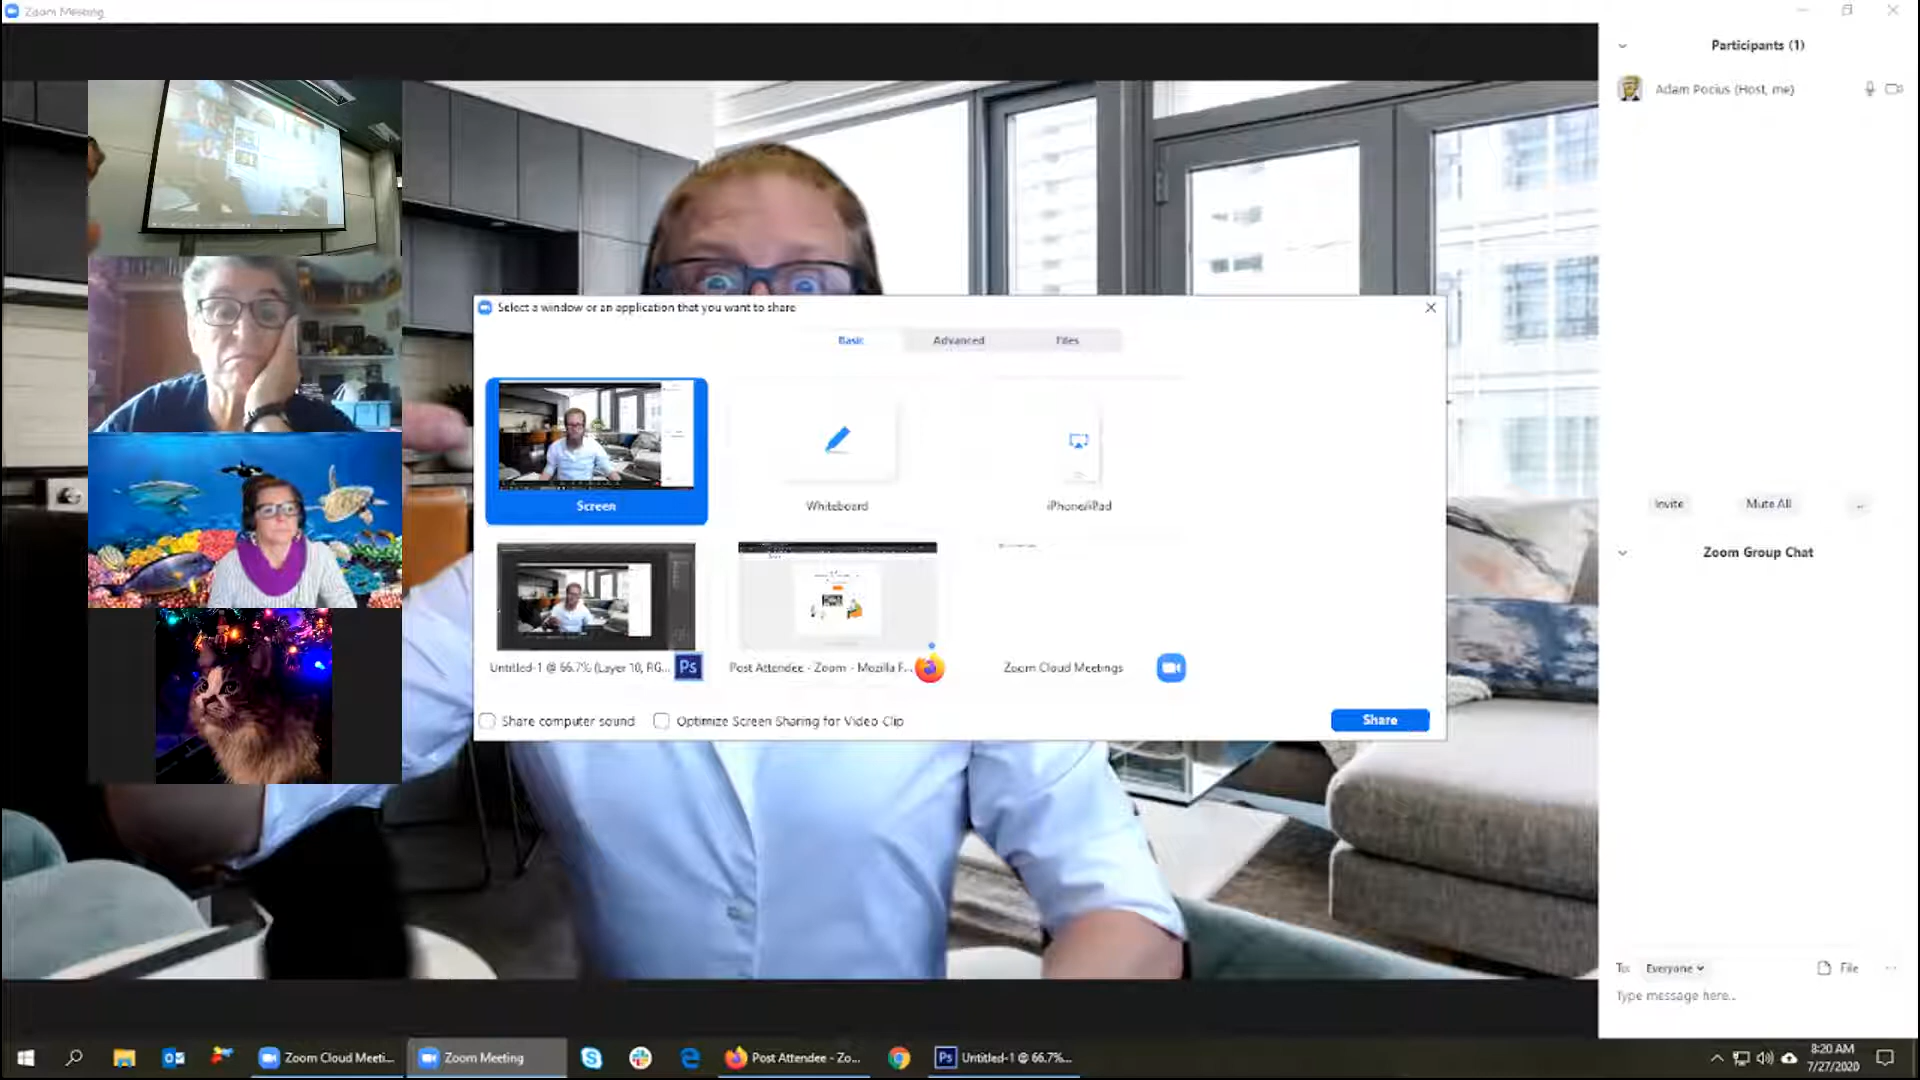 Zoom Meeting
Participants (1)
Adam Pocius (Host, me)
Select a window or an application that you want to share
Basic
Advanced
Files
Screen
Whiteboard
iPhone/iPad
Untitled-1 @ 66.7% (Layer 10, RG...
Ps
Post Attendee - Zoom - Mozilla F...
Zoom Cloud Meetings
Share computer sound
Optimize Screen Sharing for Video Clip
Share
Invite
Mute All
...
Zoom Group Chat
To:
Everyone
File
...
Type message here...
Zoom Cloud Meeti...
Zoom Meeting
Post Attendee - Zo...
Ps
Untitled-1 @ 66.7%...
8:20 AM
7/27/2020